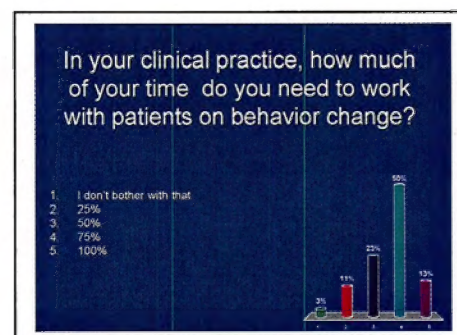 In your clinical practice, how much
of your time do you need to work
with patients on behavior change?
1. I don't bother with that
2. 25%
3. 50%
4. 75%
5. 100%
3%
11%
23%
50%
13%